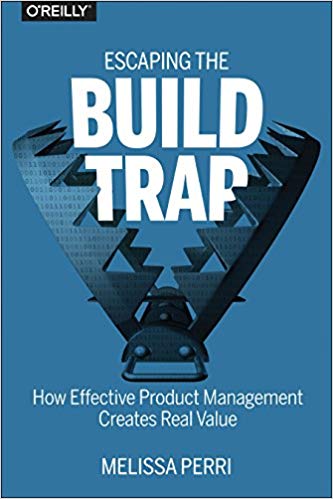 O'REILLY®
ESCAPING THE
BUILD
TRAP
How Effective Product Management
Creates Real Value
MELISSA PERRI